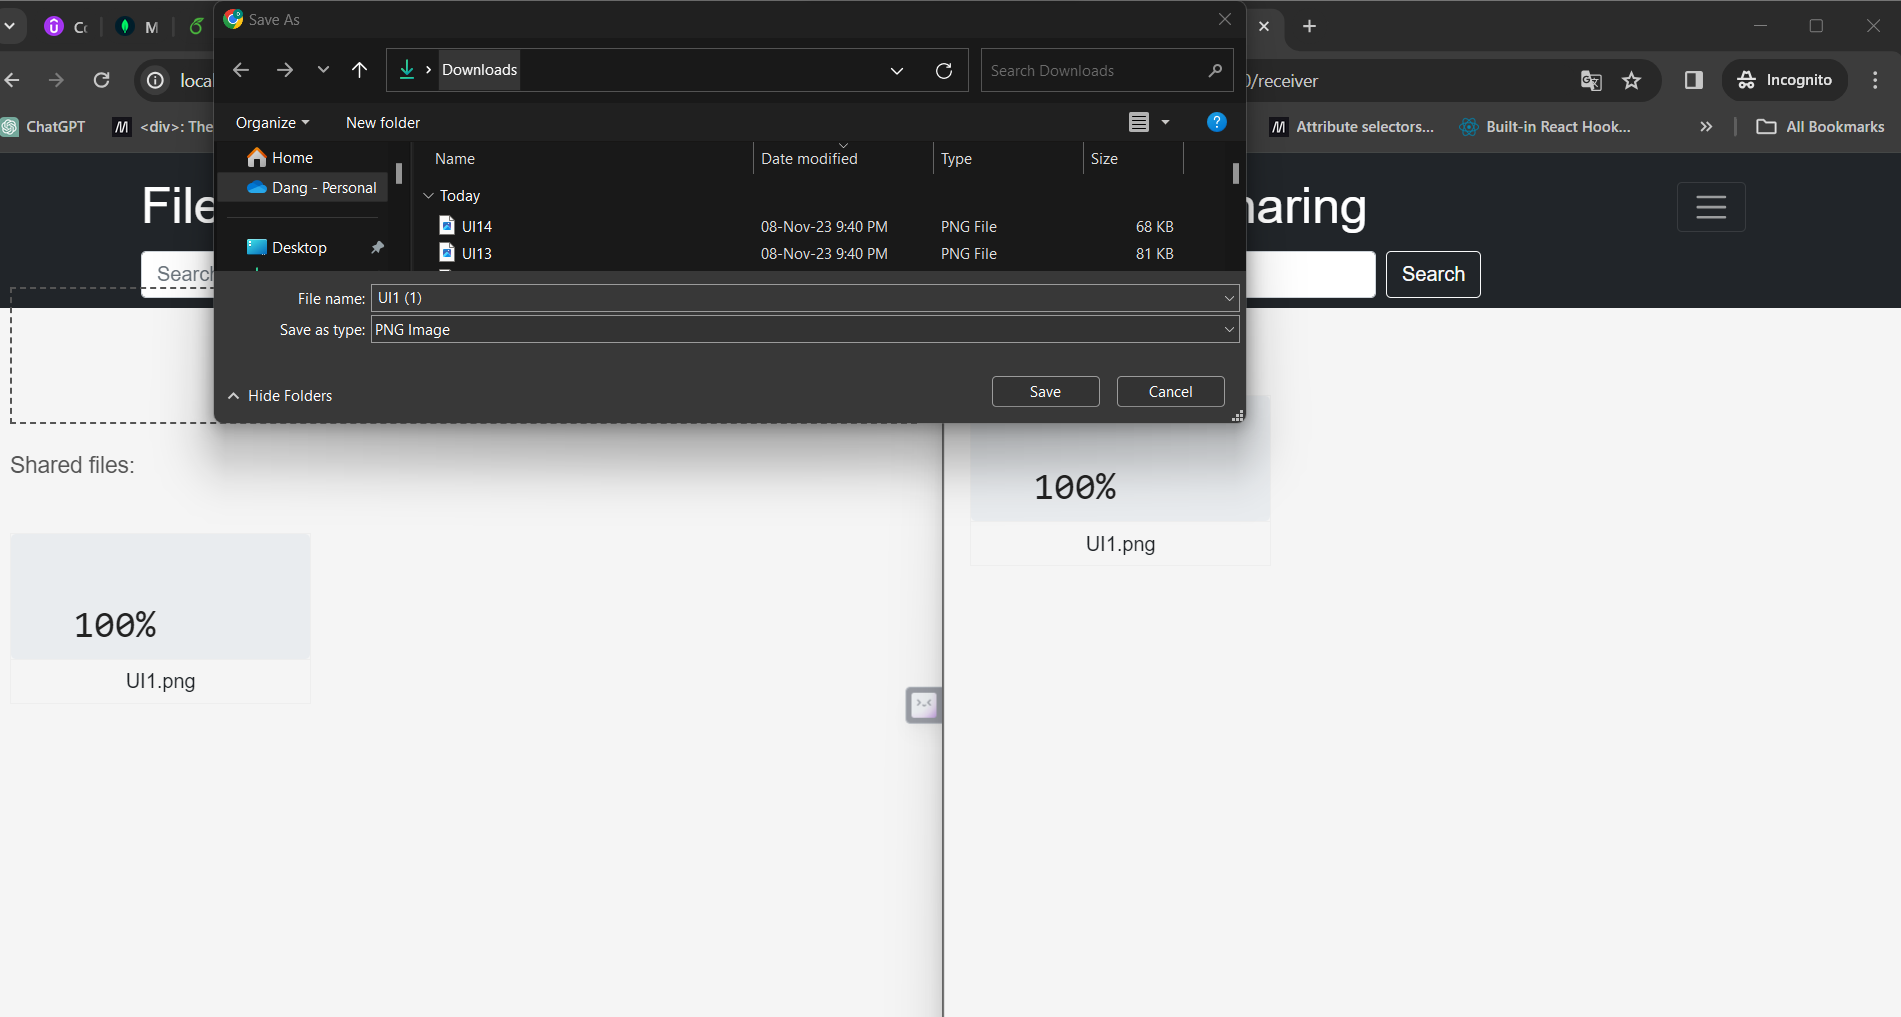 Save As
Downloads
Search Downloads
Organize
New folder
Home
Dang - Personal
Desktop
Name
Date modified
Type
Size
Today
UI14
08-Nov-23 9:40 PM
PNG File
68 KB
UI13
08-Nov-23 9:40 PM
PNG File
81 KB
File name:
UI1 (1)
Save as type:
PNG Image
Hide Folders
Save
Cancel
M
local
ChatGPT
<div>: The
File
Search
Shared files:
100%
UI1.png
/receiver
Incognito
Attribute selectors...
Built-in React Hook...
All Bookmarks
haring
Search
100%
UI1.png